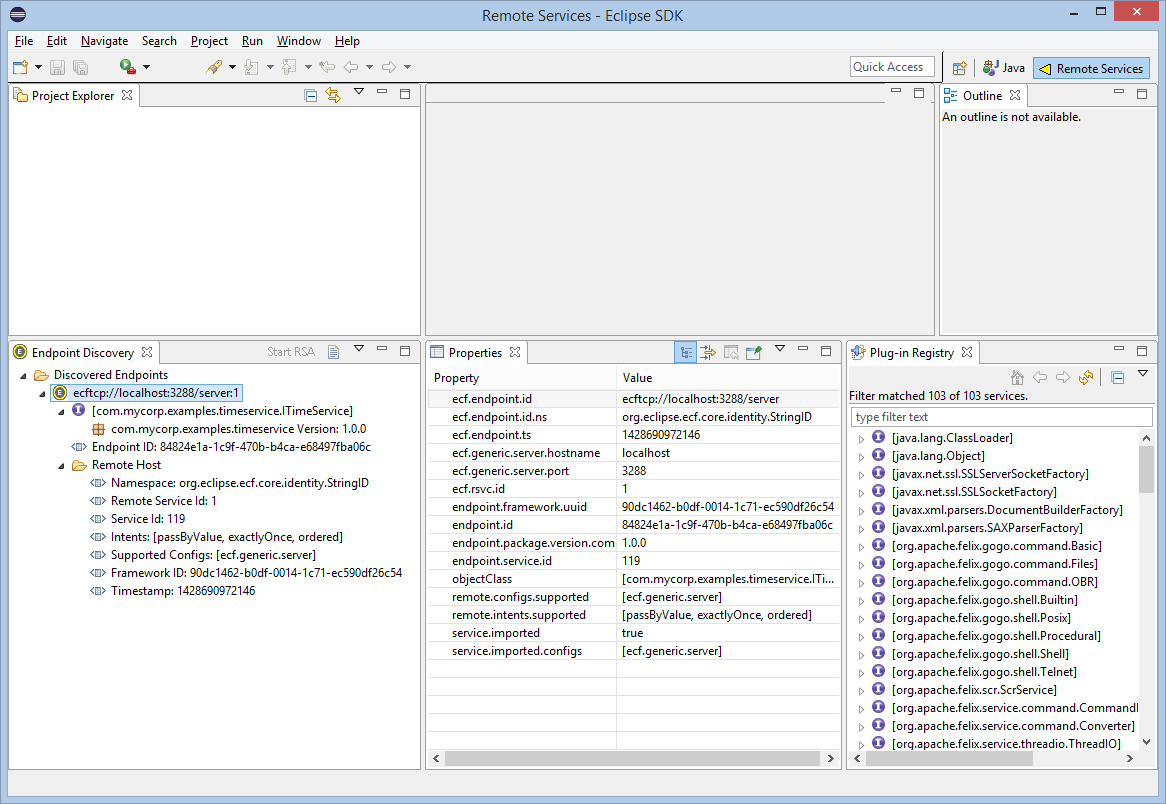 Remote Services - Eclipse SDK
File Edit Navigate Search Project Run Window Help
Quick Access
Java
Remote Services
Project Explorer
Outline
An outline is not available.
Endpoint Discovery
Start RSA
Discovered Endpoints
ecftcp://localhost:3288/server:1
[com.mycorp.examples.timeservice.ITimeService]
com.mycorp.examples.timeservice Version: 1.0.0
Endpoint ID: 84824e1a-1c9f-470b-b4ca-e68497fba06c
Remote Host
Namespace: org.eclipse.ecf.core.identity.StringID
Remote Service Id: 1
Service Id: 119
Intents: [passByValue, exactlyOnce, ordered]
Supported Configs: [ecf.generic.server]
Framework ID: 90dc1462-b0df-0014-1c71-ec590df26c54
Timestamp: 1428690972146
Properties
Property Value
ecf.endpoint.id ecftcp://localhost:3288/server
ecf.endpoint.id.ns org.eclipse.ecf.core.identity.StringID
ecf.endpoint.ts 1428690972146
ecf.generic.server.hostname localhost
ecf.generic.server.port 3288
ecf.rsvc.id 1
endpoint.framework.uuid 90dc1462-b0df-0014-1c71-ec590df26c54
endpoint.id 84824e1a-1c9f-470b-b4ca-e68497fba06c
endpoint.package.version.com 1.0.0
endpoint.service.id 119
objectClass [com.mycorp.examples.timeservice.ITi...
remote.configs.supported [ecf.generic.server]
remote.intents.supported [passByValue, exactlyOnce, ordered]
service.imported true
service.imported.configs [ecf.generic.server]
Plug-in Registry
Filter matched 103 of 103 services.
type filter text
[java.lang.ClassLoader]
[java.lang.Object]
[javax.net.ssl.SSLServerSocketFactory]
[javax.net.ssl.SSLSocketFactory]
[javax.xml.parsers.DocumentBuilderFactory]
[javax.xml.parsers.SAXParserFactory]
[org.apache.felix.gogo.command.Basic]
[org.apache.felix.gogo.command.Files]
[org.apache.felix.gogo.command.OBR]
[org.apache.felix.gogo.shell.Builtin]
[org.apache.felix.gogo.shell.Posix]
[org.apache.felix.gogo.shell.Procedural]
[org.apache.felix.gogo.shell.Shell]
[org.apache.felix.gogo.shell.Telnet]
[org.apache.felix.scr.ScrService]
[org.apache.felix.service.command.Command
[org.apache.felix.service.command.Converter]
[org.apache.felix.service.threadio.ThreadIO]